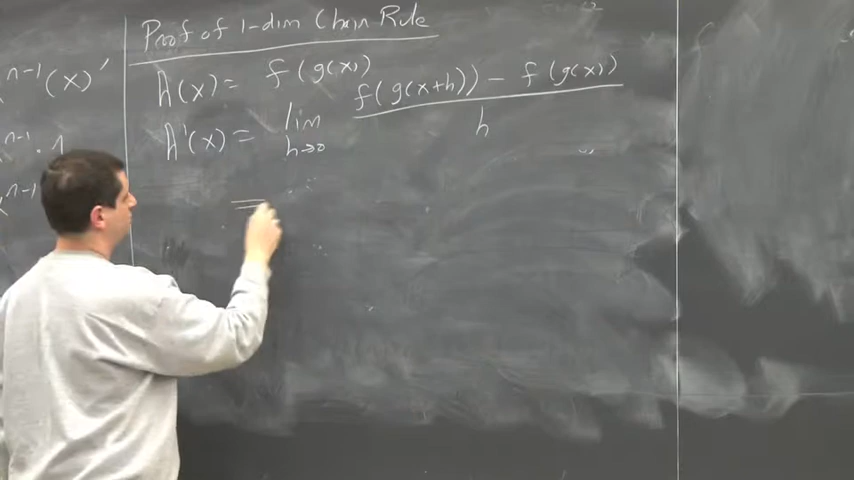 Proof of 1-dim Chain Rule
h(x) = f(g(x))
h'(x) = lim h→0 f(g(x+h)) - f(g(x)) / h
=
n-1 (x)'
n-1 · 1
n-1